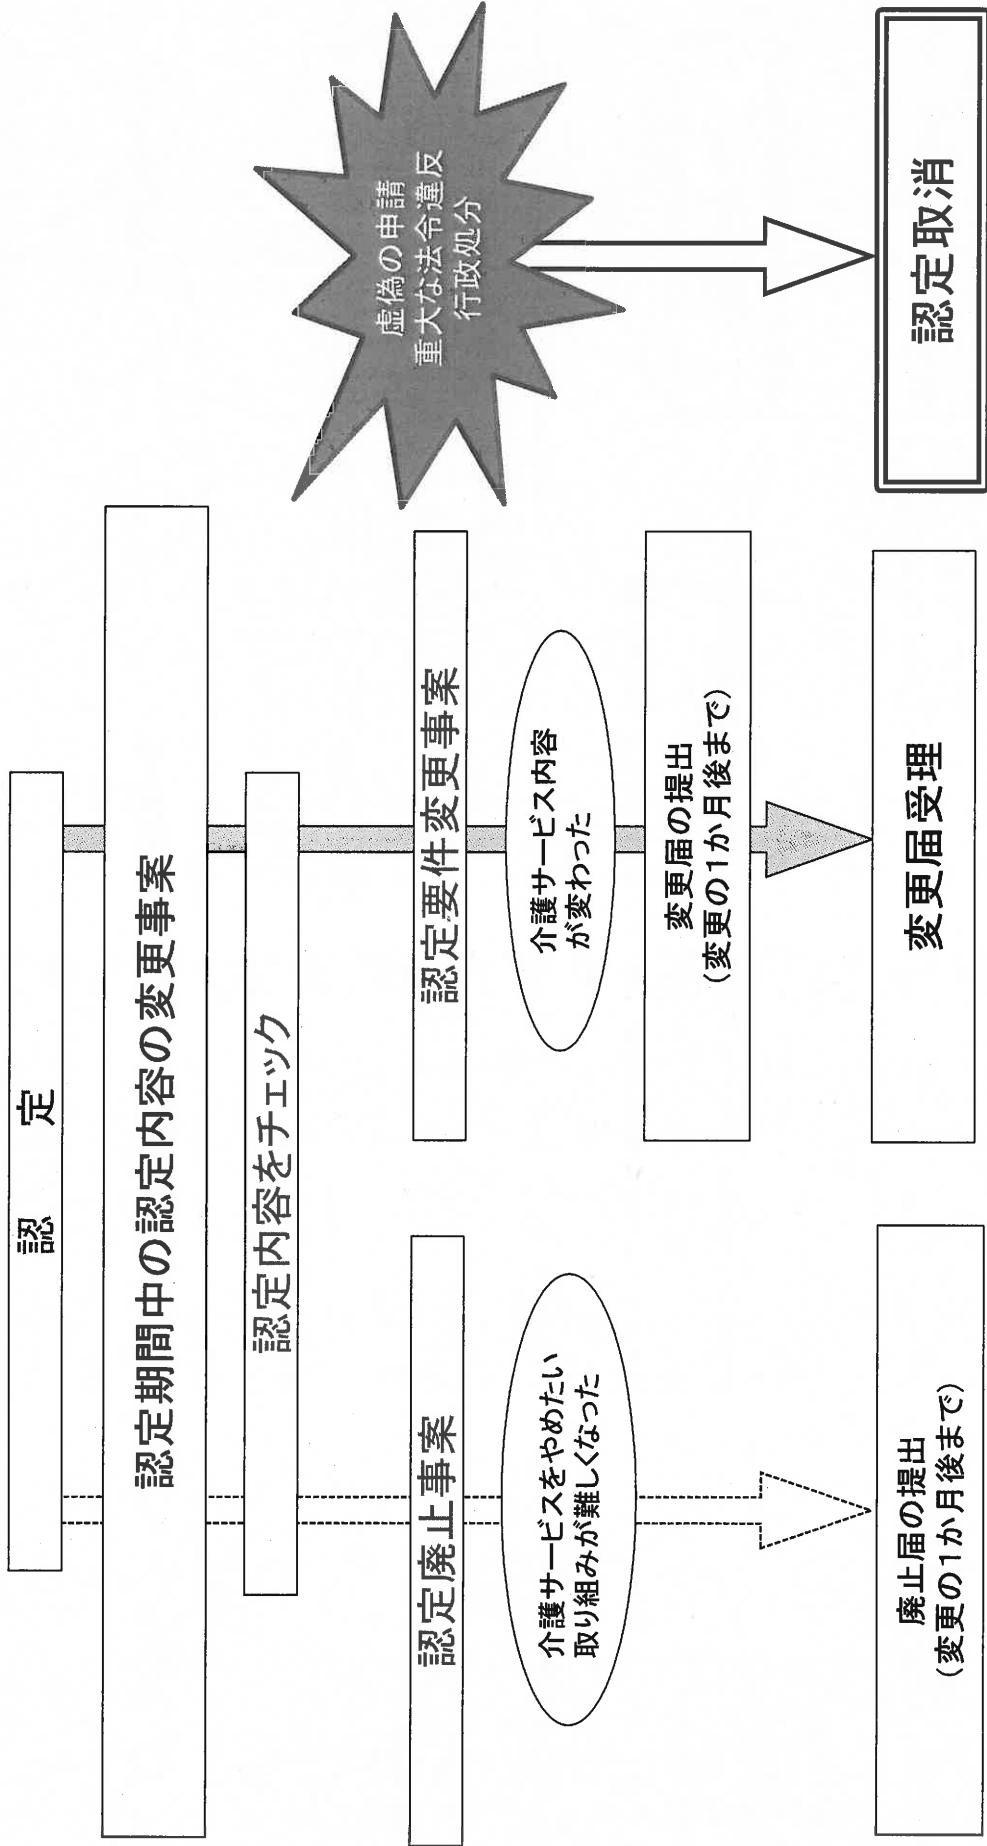 認　定
認定期間中の認定内容の変更事案
認定内容をチェック
認定廃止事案
介護サービスをやめたい
取り組みが難しくなった
廃止届の提出
（変更の1か月後まで）
認定要件変更事案
介護サービス内容
が変わった
変更届の提出
（変更の1か月後まで）
変更届受理
虚偽の申請
重大な法令違反
行政処分
認定取消